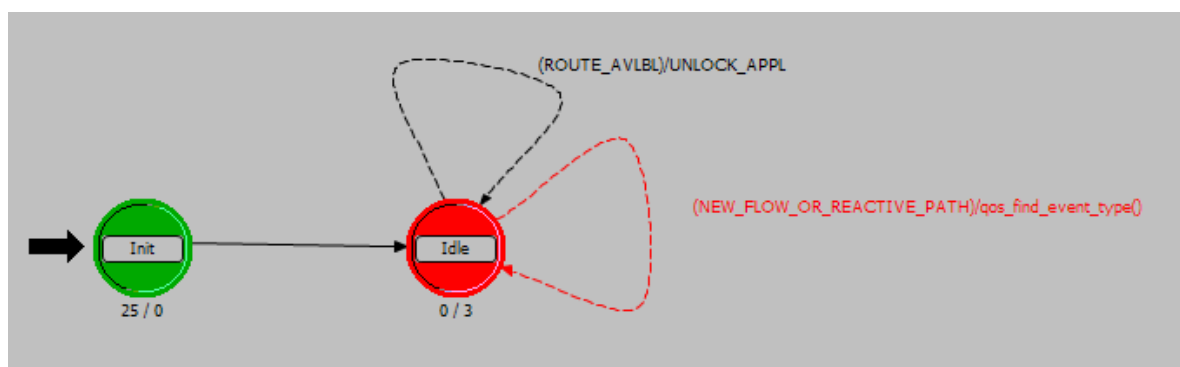 (ROUTE_AVLBL)/UNLOCK_APPL
(NEW_FLOW_OR_REACTIVE_PATH)/qos_find_event_type()
Init
Idle
25 / 0
0 / 3